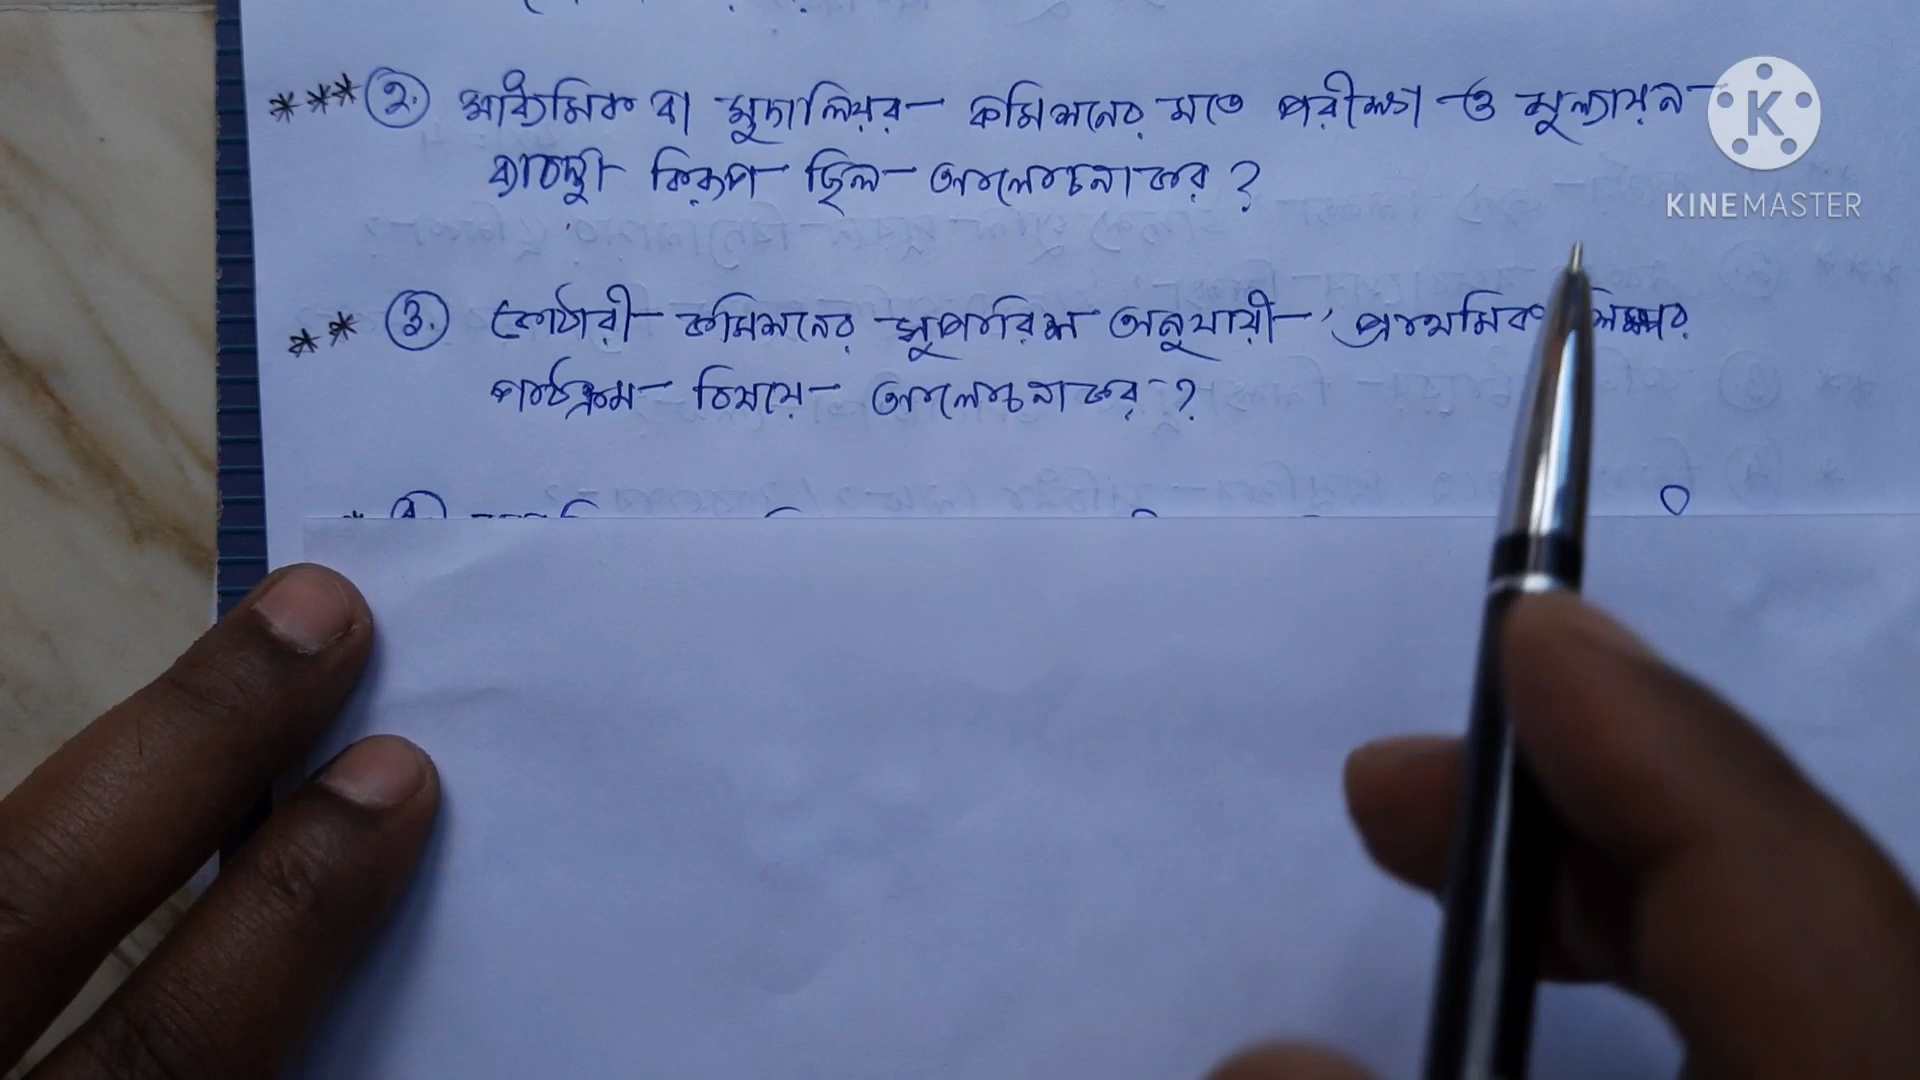 *** ২. মাধ্যমিক বা মুদালিয়র কমিশনের মতে পরীক্ষা ও মূল্যায়ন
ব্যবস্থা কিরূপ ছিল আলোচনা কর ?
** ৩. কোঠারী কমিশনের সুপারিশ অনুযায়ী প্রাথমিক শিক্ষার
পাঠক্রম বিষয়ে আলোচনা কর ?
KINEMASTER